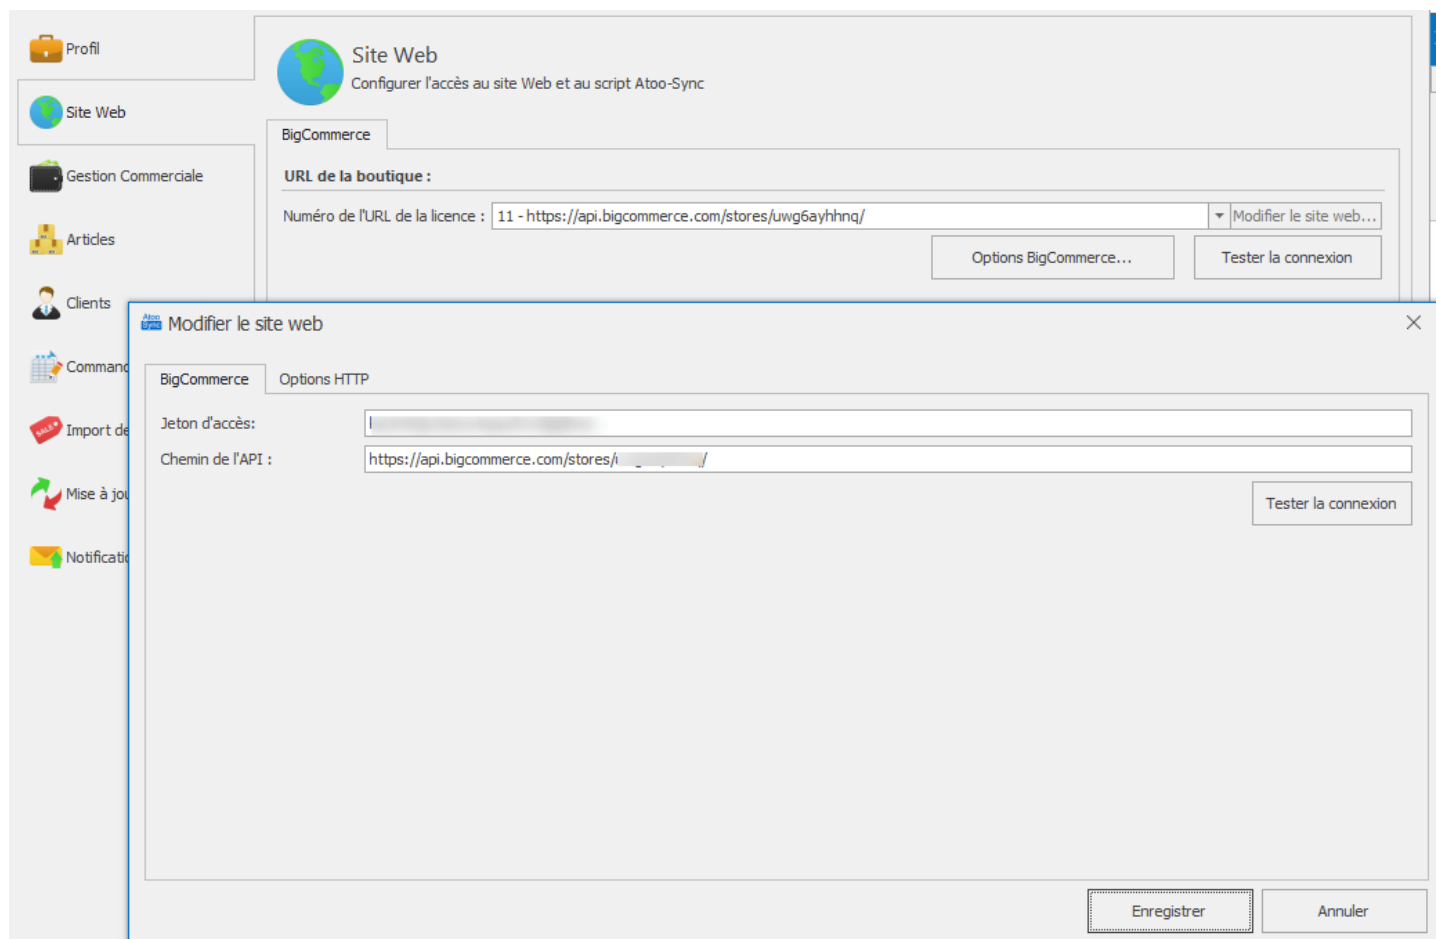 Profil
Site Web
Gestion Commerciale
Articles
Clients
Command
Import de
Mise à jou
Notificatio
Site Web
Configurer l'accès au site Web et au script Atoo-Sync
BigCommerce
URL de la boutique :
Numéro de l'URL de la licence : 11 - https://api.bigcommerce.com/stores/uwg6ayhhnq/ Modifier le site web...
Options BigCommerce... Tester la connexion
Atoo Sync Modifier le site web
BigCommerce Options HTTP
Jeton d'accès:
Chemin de l'API : https://api.bigcommerce.com/stores/
Tester la connexion
Enregistrer Annuler